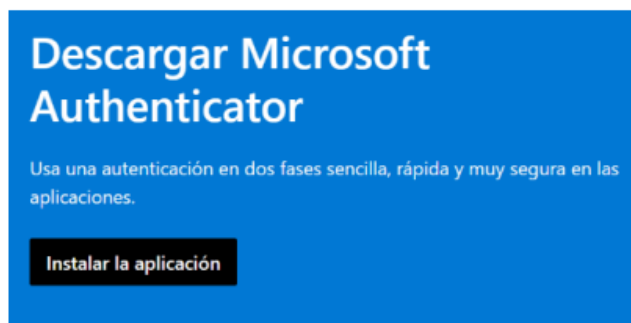 Descargar Microsoft
Authenticator
Usa una autenticación en dos fases sencilla, rápida y muy segura en las
aplicaciones.
Instalar la aplicación